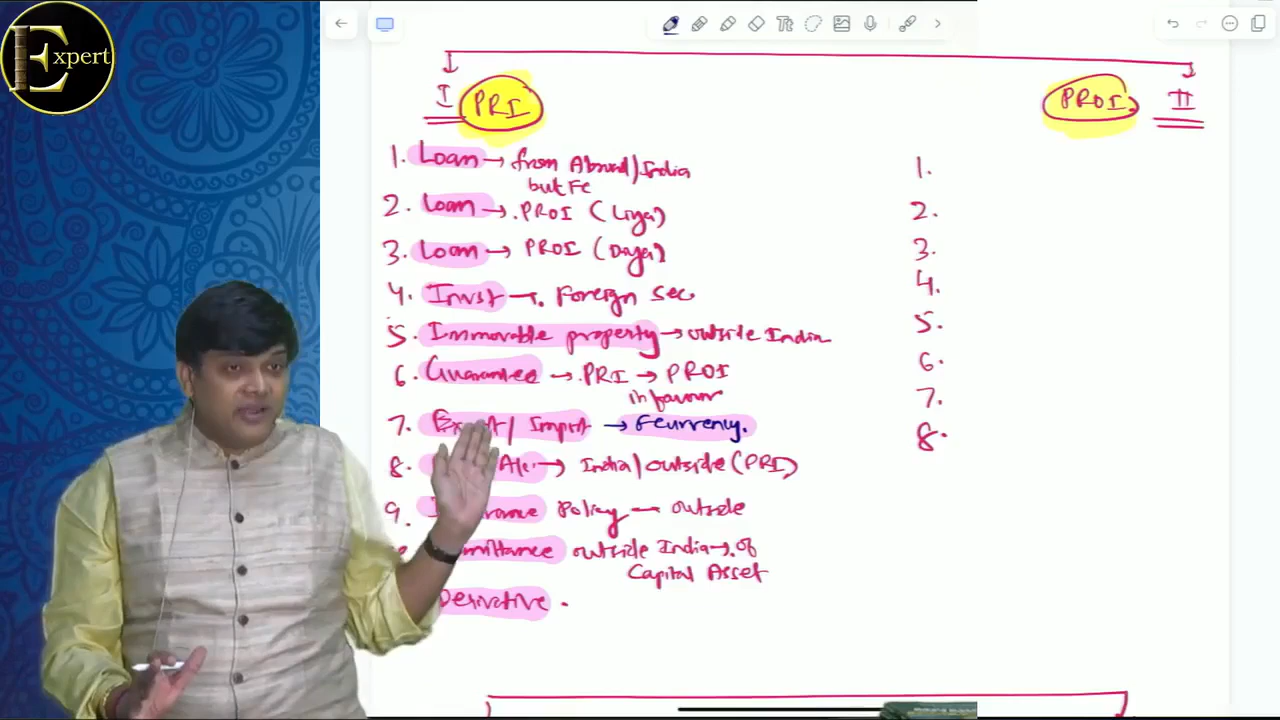 Expert
I PRI
PROI II
1. Loan → from Abroad/India
but Fe
2. Loan → PROI (Liya)
3. Loan → PROI (Diya)
4. Invst → Foreign Sec
5. Immovable property → outside India
6. Guarantee → PRI → PROI
in favour
7. Export/Import → Fcurrency.
8. → India/outside (PRI)
9. Policy — outside
outside India → of
Capital Asset
Derivative.
1.
2.
3.
4.
5.
6.
7.
8.